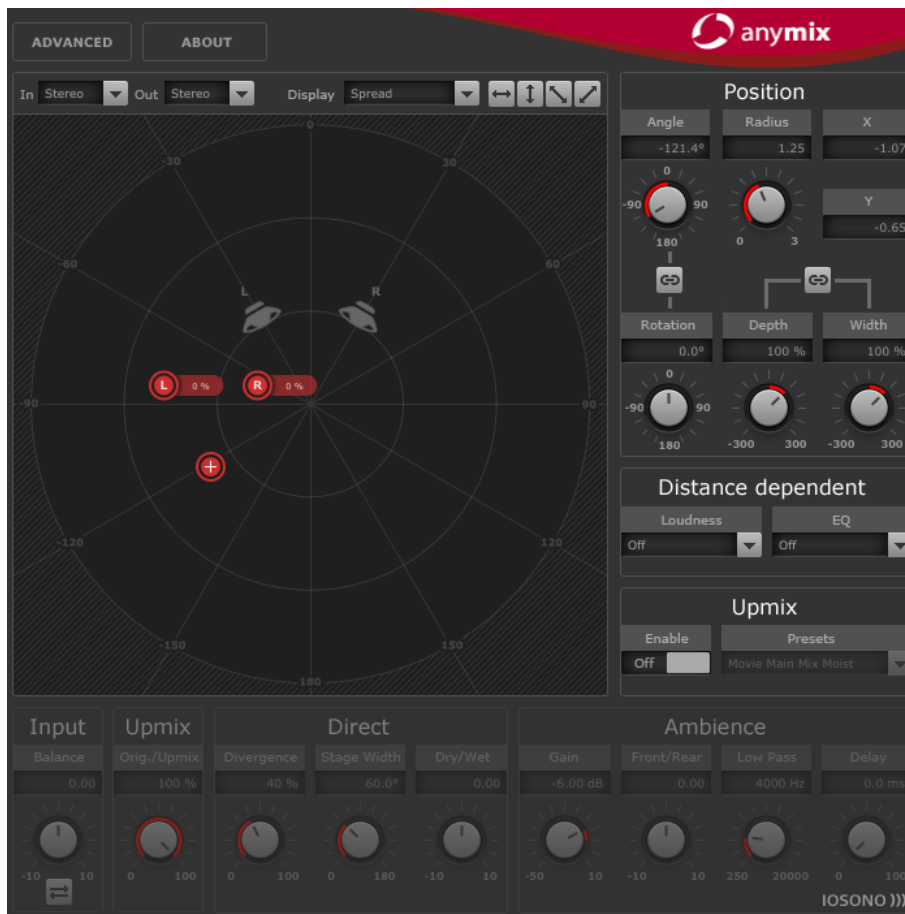 ADVANCED ABOUT anymix
In Stereo Out Stereo Display Spread
Position
Angle Radius X
-121.4° 1.25 -1.07
0
-90 90
180
0 3
Y
-0.65
Rotation Depth Width
0.0° 100 % 100 %
0
-90 90
180
-300 300
-300 300
0
-30 30
-60 60
L R
L 0 % R 0 %
-90 90
-120 120
-150 150
180
Distance dependent
Loudness EQ
Off Off
Upmix
Enable Presets
Off Movie Main Mix Moist
Input Upmix Direct Ambience
Balance Orig./Upmix Divergence Stage Width Dry/Wet Gain Front/Rear Low Pass Delay
0.00 100 % 40 % 60.0° 0.00 -6.00 dB 0.00 4000 Hz 0.0 ms
-10 10 0 100 0 100 0 180 -10 10 -50 10 -10 10 250 20000 0 100
IOSONO